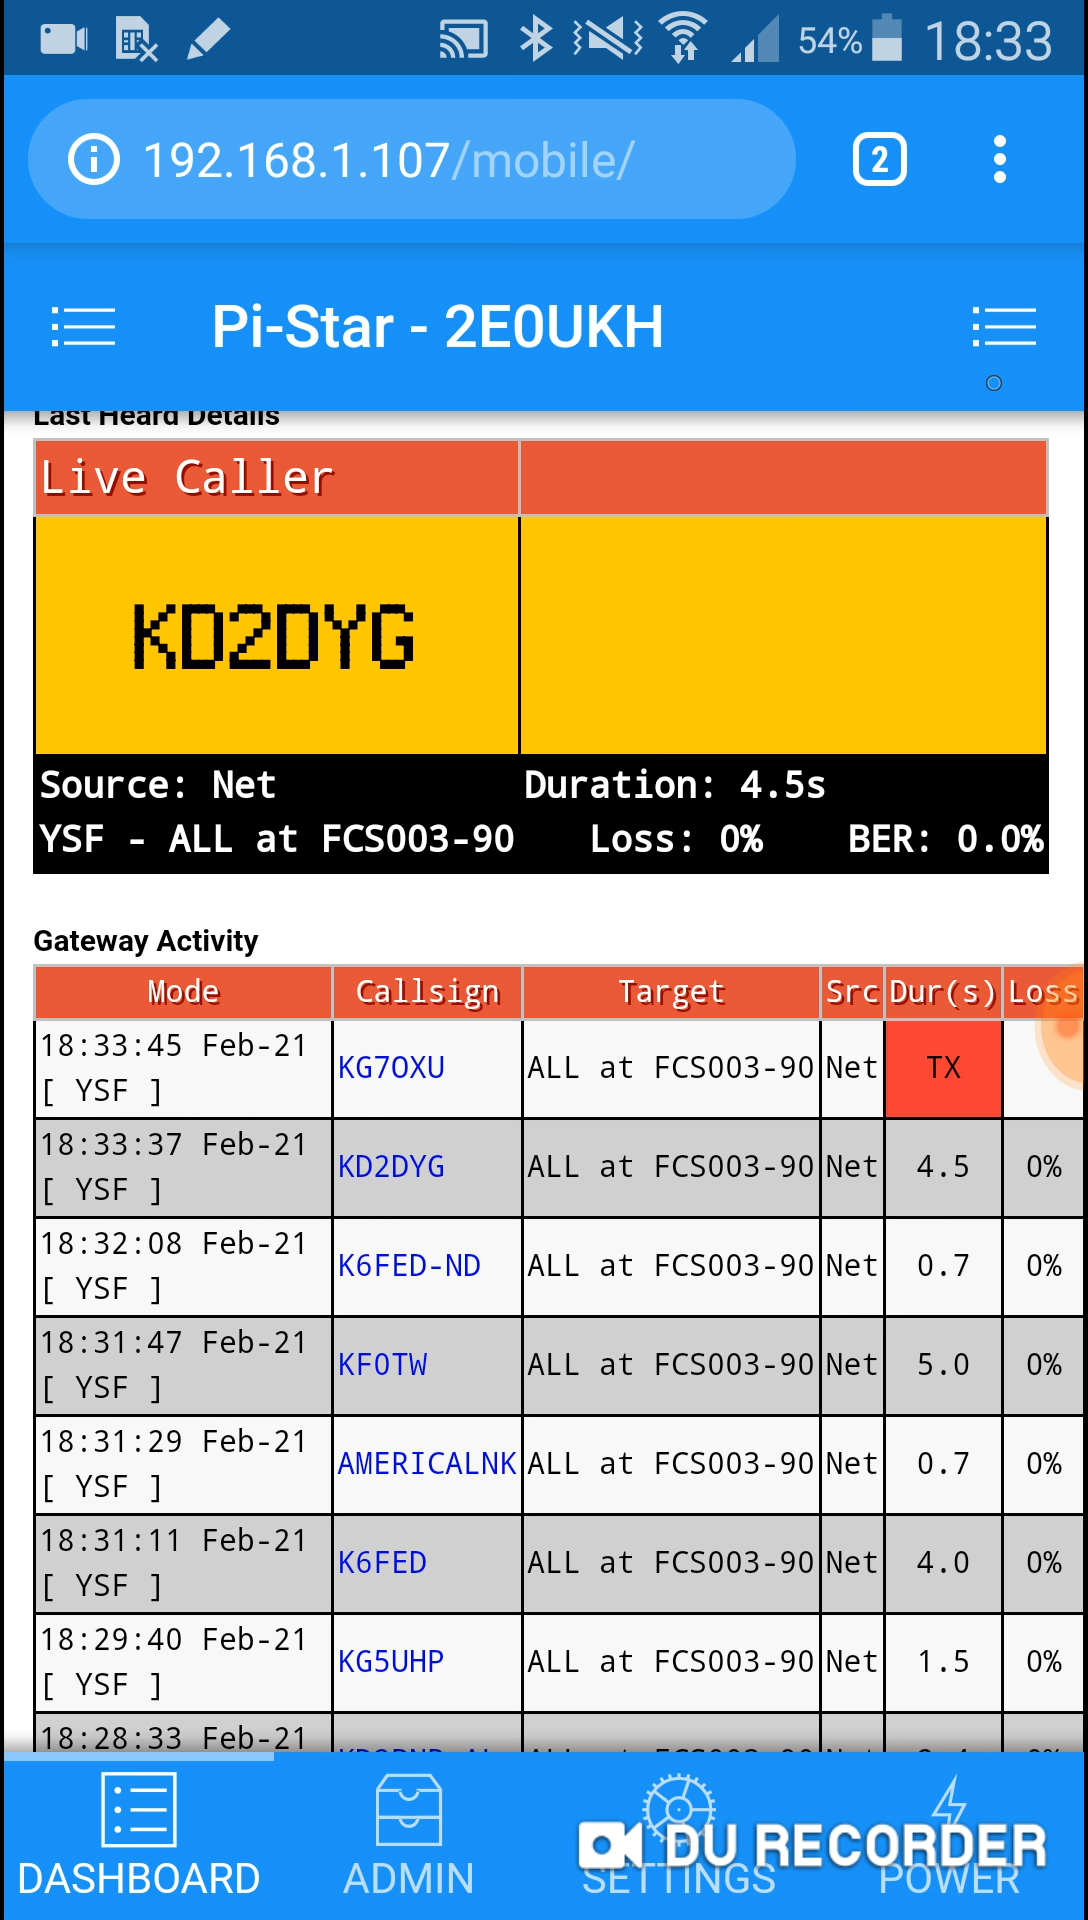 54% 18:33
192.168.1.107/mobile/ 2
Pi-Star - 2E0UKH
Last Heard Details
Live Caller
KD2DYG
Source: Net Duration: 4.5s
YSF - ALL at FCS003-90 Loss: 0% BER: 0.0%
Gateway Activity
Mode Callsign Target Src Dur(s) Loss
18:33:45 Feb-21
[ YSF ] KG7OXU ALL at FCS003-90 Net TX
18:33:37 Feb-21
[ YSF ] KD2DYG ALL at FCS003-90 Net 4.5 0%
18:32:08 Feb-21
[ YSF ] K6FED-ND ALL at FCS003-90 Net 0.7 0%
18:31:47 Feb-21
[ YSF ] KF0TW ALL at FCS003-90 Net 5.0 0%
18:31:29 Feb-21
[ YSF ] AMERICALNK ALL at FCS003-90 Net 0.7 0%
18:31:11 Feb-21
[ YSF ] K6FED ALL at FCS003-90 Net 4.0 0%
18:29:40 Feb-21
[ YSF ] KG5UHP ALL at FCS003-90 Net 1.5 0%
18:28:33 Feb-21
DU RECORDER
DASHBOARD ADMIN SETTINGS POWER